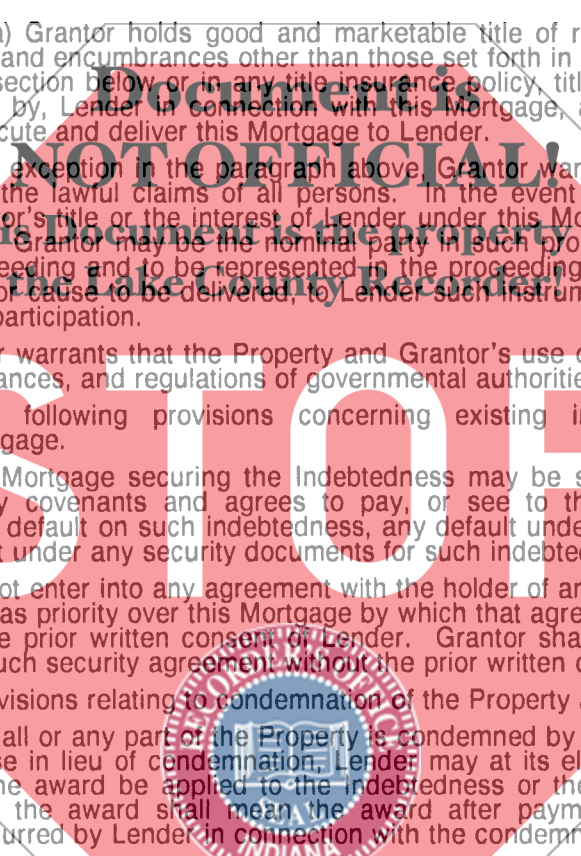 a) Grantor holds good and marketable title of r
and encumbrances other than those set forth in
section below or in any title insurance policy, titl
by, Lender in connection with this Mortgage,
cute and deliver this Mortgage to Lender.
Document is
exception in the paragraph above, Grantor war
the lawful claims of all persons. In the event
NOT OFFICIAL!
or's title or the interest of Lender under this Mo
Grantor may be the nominal party in such pro
is Document is the property
eeding and to be represented in the proceeding
or cause to be delivered, to Lender such instrum
the Lake County Recorder!
participation.
r warrants that the Property and Grantor's use o
ances, and regulations of governmental authoritie
following provisions concerning existing i
gage.
STOP
Mortgage securing the Indebtedness may be s
y covenants and agrees to pay, or see to th
default on such indebtedness, any default unde
t under any security documents for such indebted
ot enter into any agreement with the holder of an
as priority over this Mortgage by which that agre
e prior written consent of Lender. Grantor sha
uch security agreement without the prior written c
visions relating to condemnation of the Property a
all or any part of the Property is condemned by
se in lieu of condemnation, Lender may at its el
he award be applied to the Indebtedness or the
the award shall mean the award after paym
urred by Lender in connection with the condemn
RECORDER'S OFFICE
SEAL
INDIANA